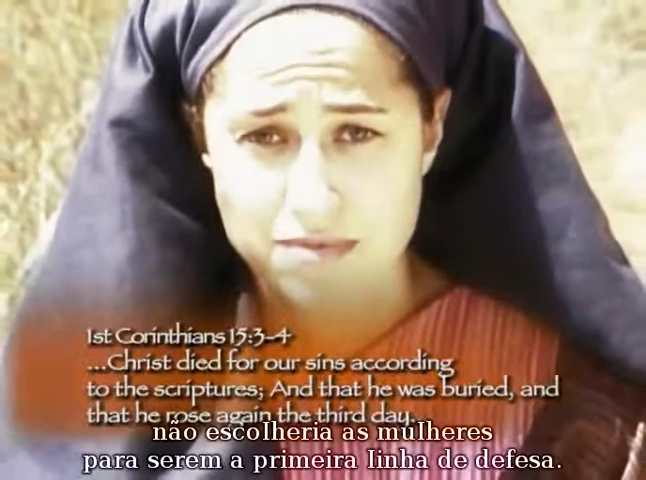 1st Corinthians 15:3-4
...Christ died for our sins according
to the scriptures; And that he was buried, and
that he rose again the third day.
não escolheria as mulheres
para serem a primeira linha de defesa.